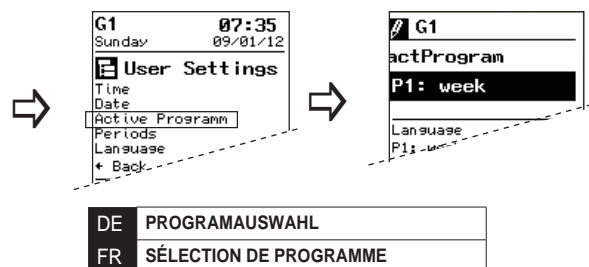 G1 07:35
Sunday 09/01/12
User Settings
Time
Date
Active Programm
Periods
Language
← Back
G1
actProgram
P1: week
Language
P1:
DE PROGRAMAUSWAHL
FR SÉLECTION DE PROGRAMME